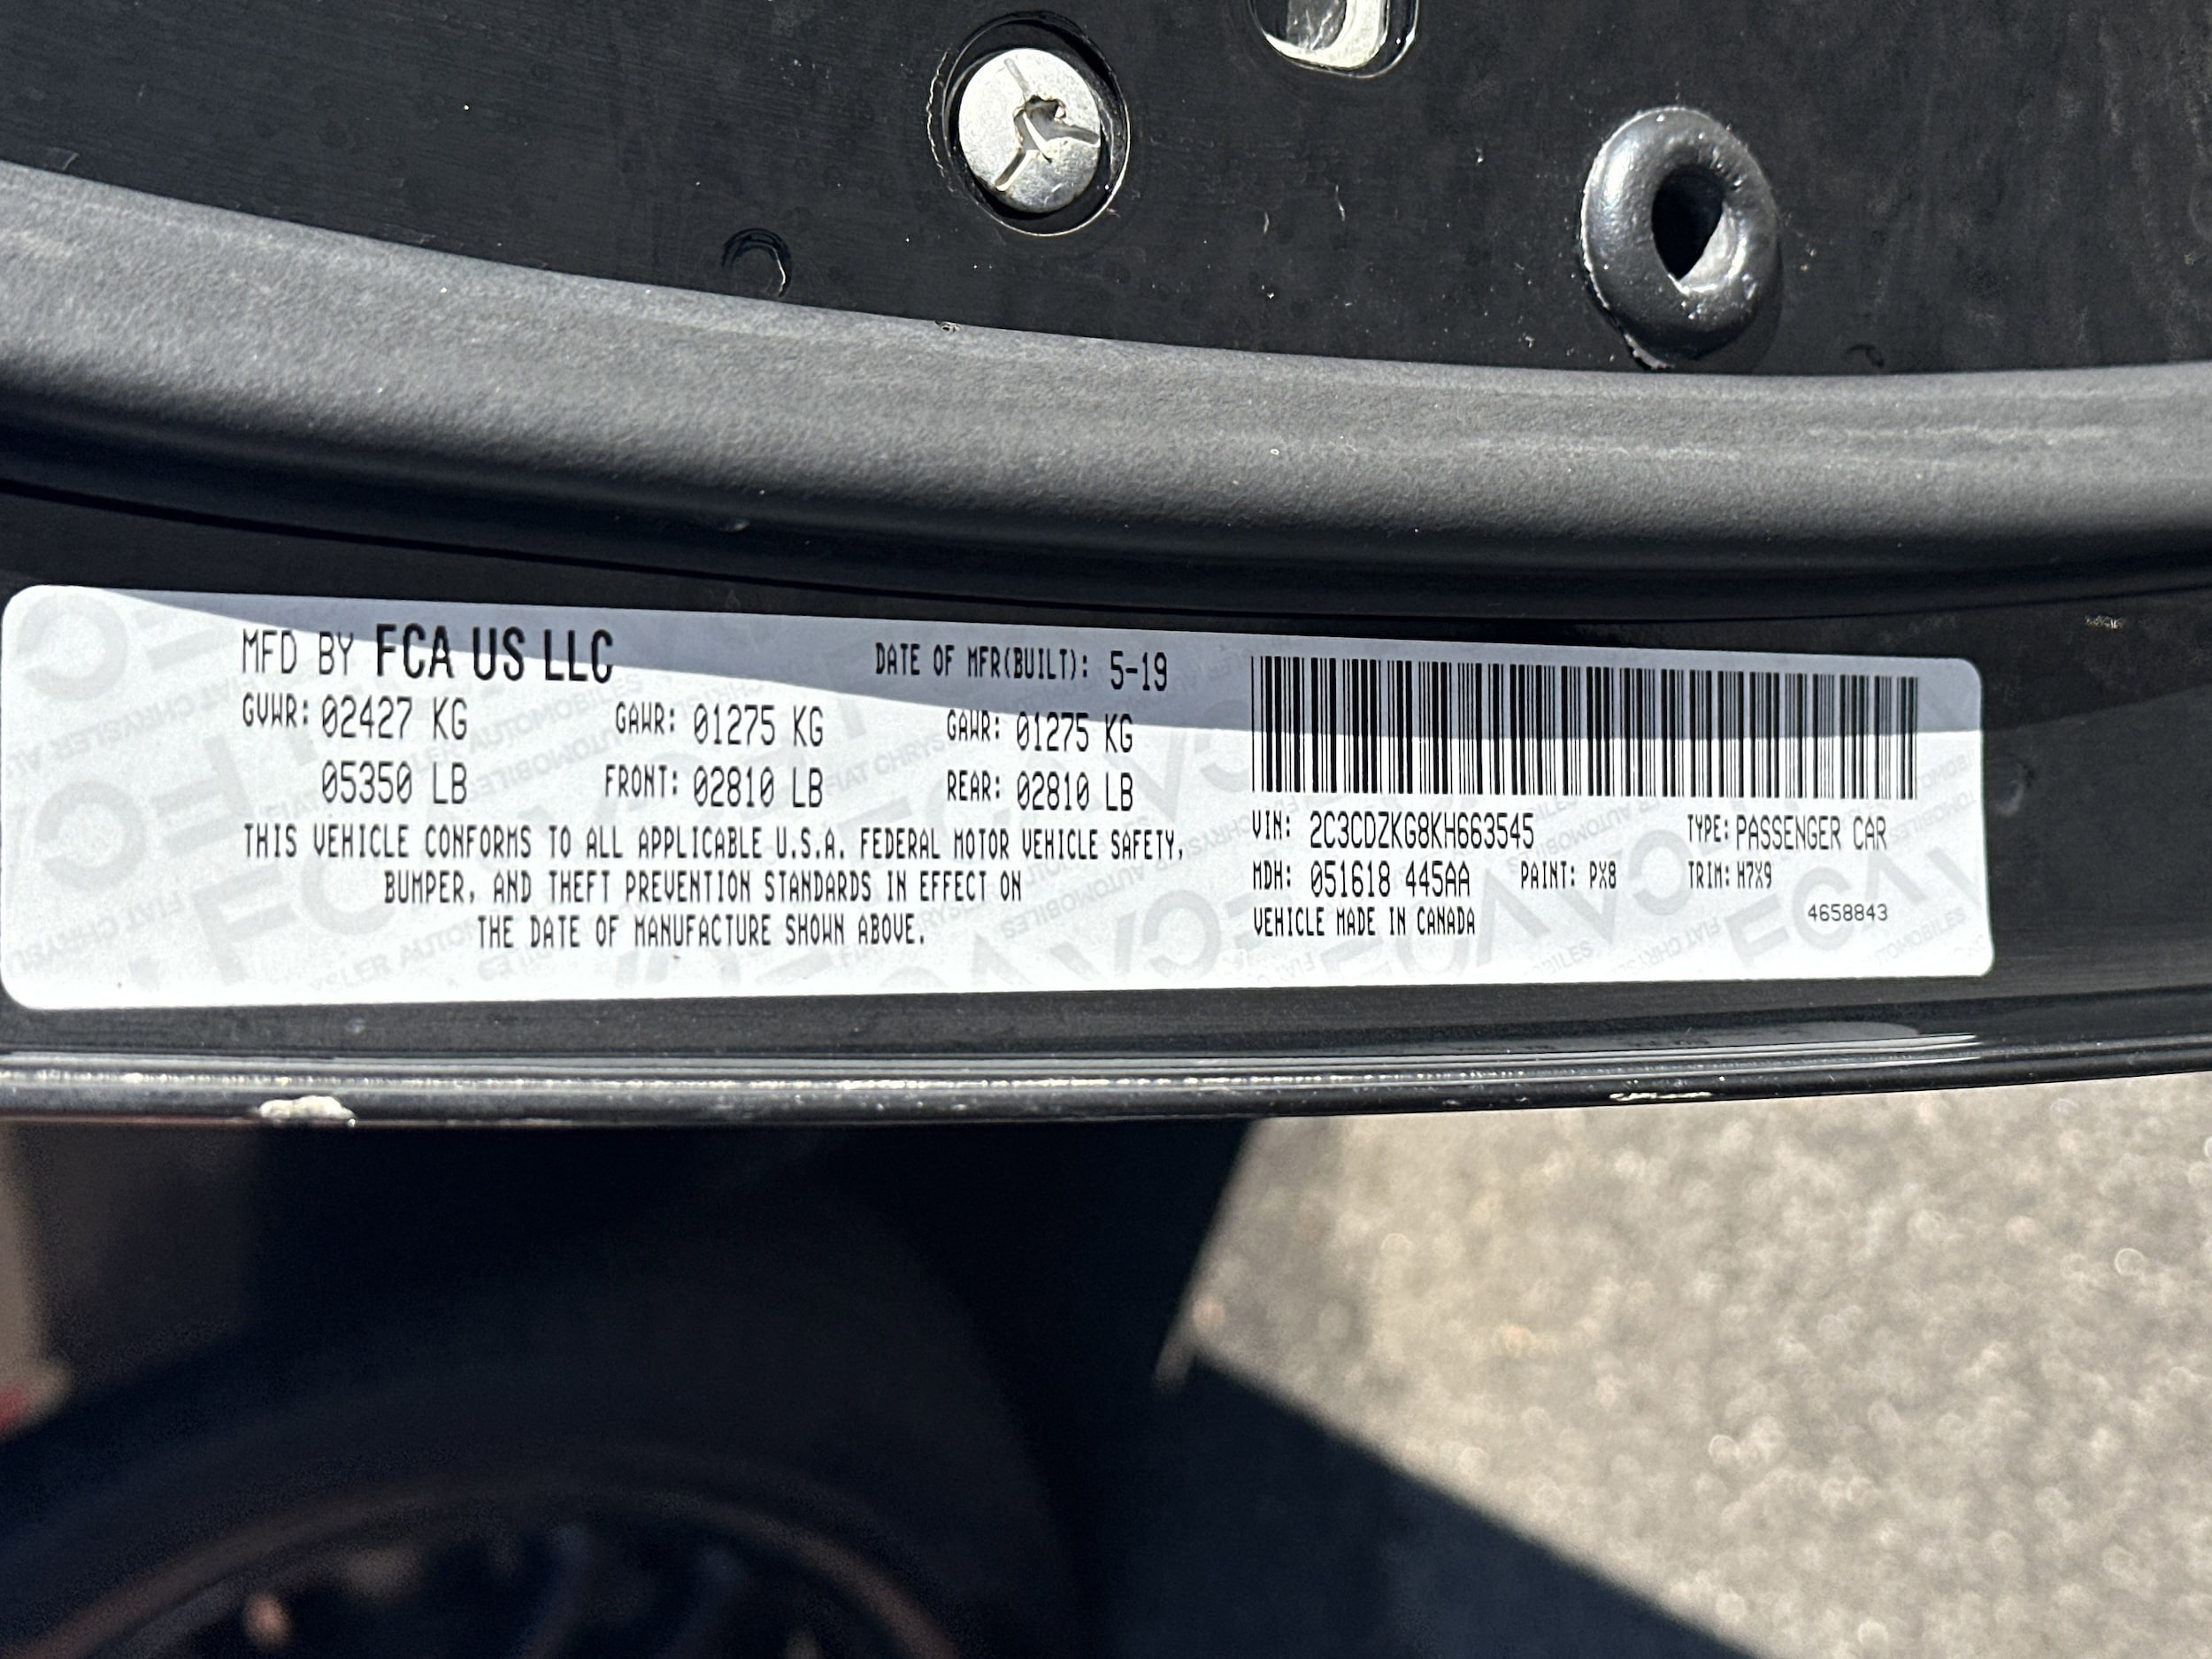 MFD BY FCA US LLC DATE OF MFR(BUILT): 5-19
GVWR: 02427 KG GAWR: 01275 KG GAWR: 01275 KG
05350 LB FRONT: 02810 LB REAR: 02810 LB
THIS VEHICLE CONFORMS TO ALL APPLICABLE U.S.A. FEDERAL MOTOR VEHICLE SAFETY,
BUMPER, AND THEFT PREVENTION STANDARDS IN EFFECT ON
THE DATE OF MANUFACTURE SHOWN ABOVE.
VIN: 2C3CDZKG8KH663545 TYPE: PASSENGER CAR
MDH: 051618 445AA PAINT: PX8 TRIM: H7X9
VEHICLE MADE IN CANADA
4658843